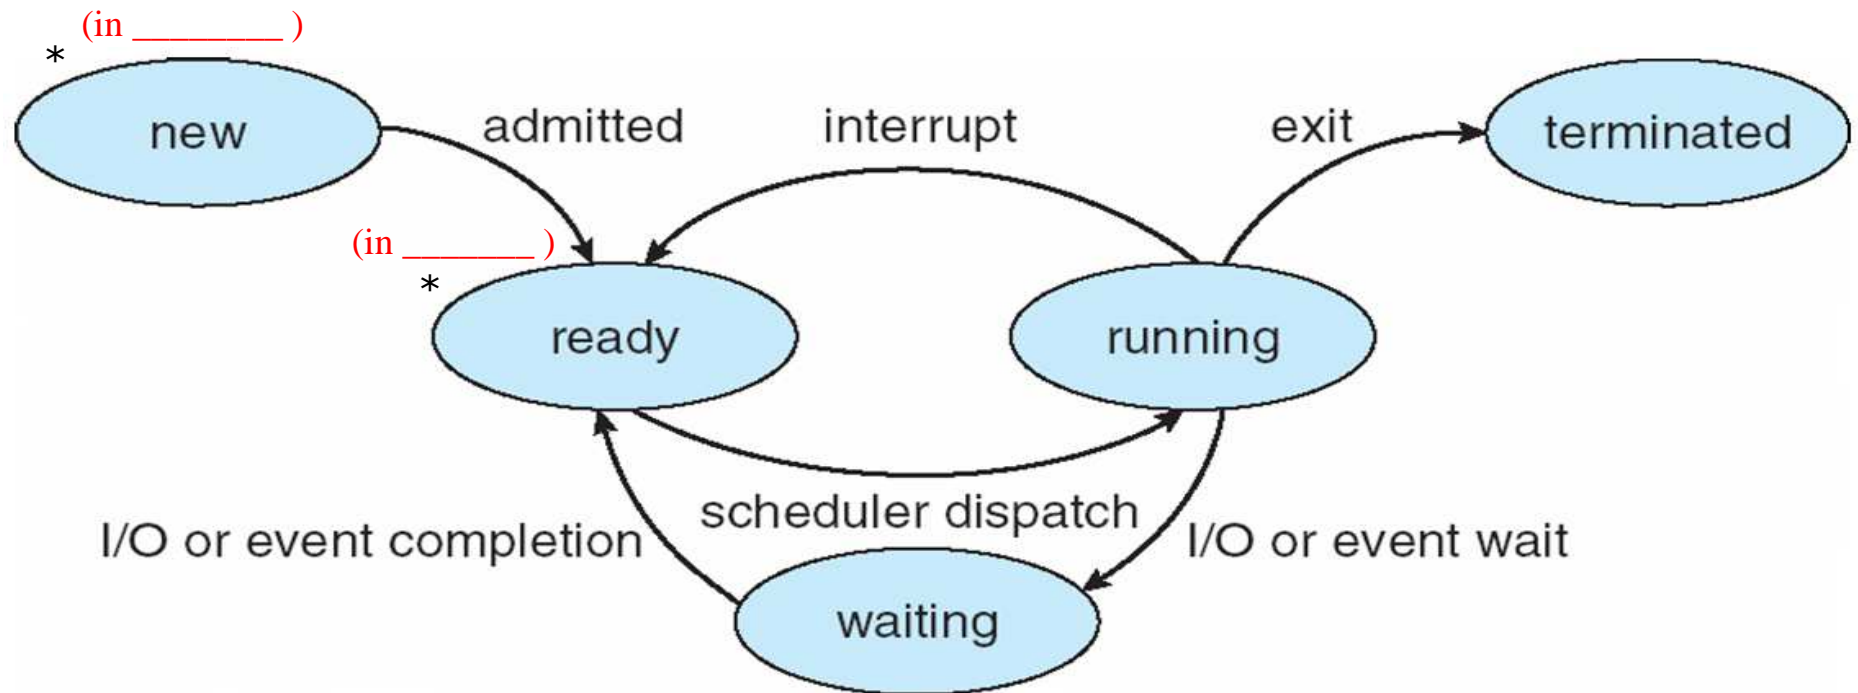 (in ________ )
*
new
admitted
interrupt
exit
terminated
(in _______ )
*
ready
running
scheduler dispatch
I/O or event completion
I/O or event wait
waiting